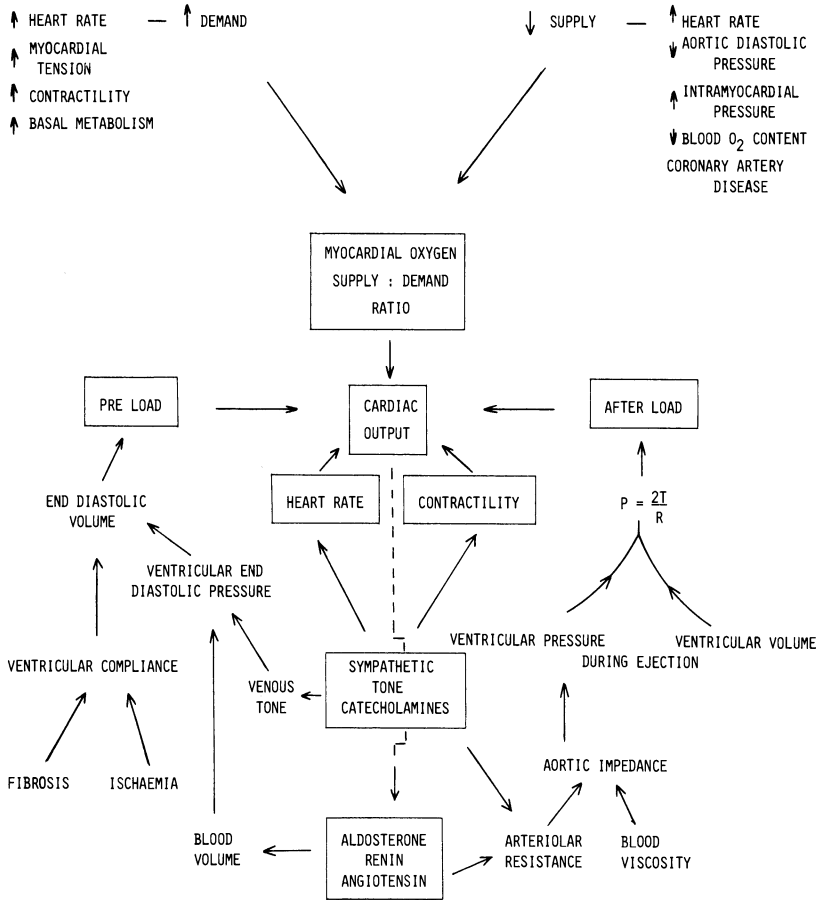 ↑ HEART RATE — ↑ DEMAND
↑ MYOCARDIAL
TENSION
↑ CONTRACTILITY
↑ BASAL METABOLISM
↓ SUPPLY — ↑ HEART RATE
↓ AORTIC DIASTOLIC
PRESSURE
↑ INTRAMYOCARDIAL
PRESSURE
↓ BLOOD O2 CONTENT
CORONARY ARTERY
DISEASE
MYOCARDIAL OXYGEN
SUPPLY : DEMAND
RATIO
PRE LOAD
CARDIAC
OUTPUT
AFTER LOAD
HEART RATE
CONTRACTILITY
END DIASTOLIC
VOLUME
P = 2T/R
VENTRICULAR END
DIASTOLIC PRESSURE
VENTRICULAR PRESSURE
VENTRICULAR VOLUME
DURING EJECTION
VENTRICULAR COMPLIANCE
VENOUS
TONE
SYMPATHETIC
TONE
CATECHOLAMINES
FIBROSIS
ISCHAEMIA
AORTIC IMPEDANCE
BLOOD
VOLUME
ALDOSTERONE
RENIN
ANGIOTENSIN
ARTERIOLAR
RESISTANCE
BLOOD
VISCOSITY